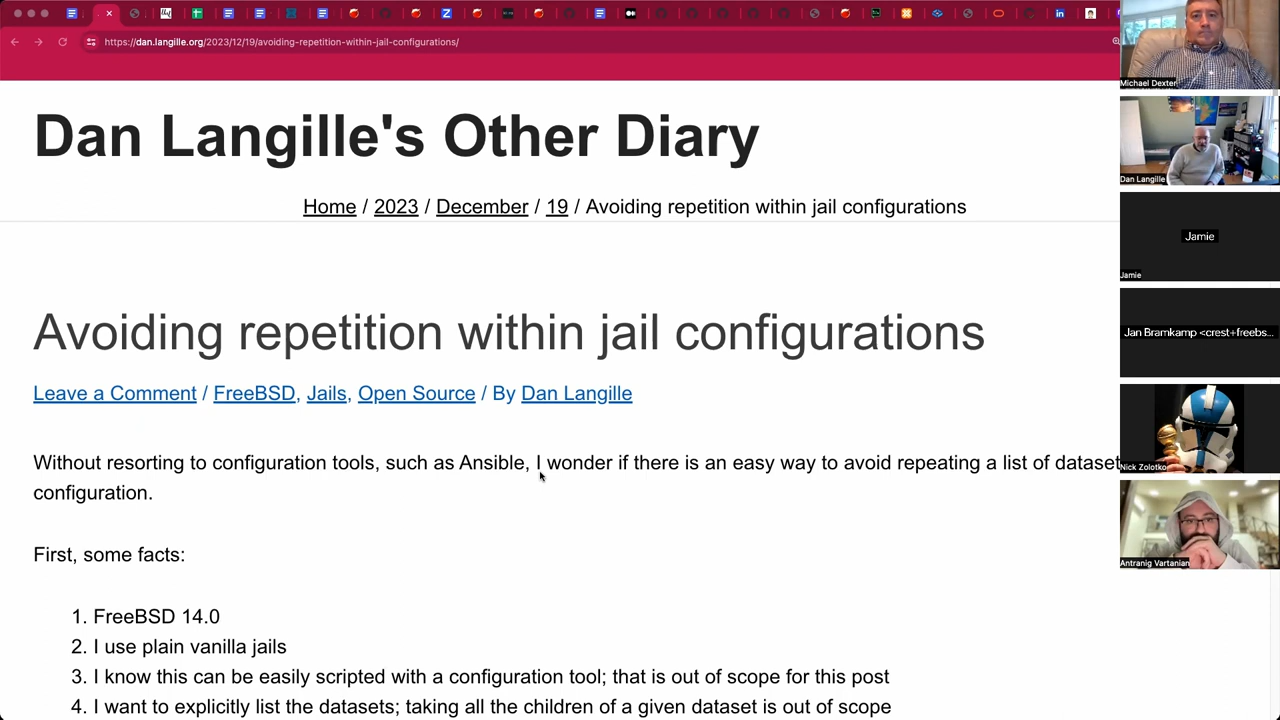 https://dan.langille.org/2023/12/19/avoiding-repetition-within-jail-configurations/
Dan Langille's Other Diary
Home / 2023 / December / 19 / Avoiding repetition within jail configurations
Avoiding repetition within jail configurations
Leave a Comment / FreeBSD, Jails, Open Source / By Dan Langille
Without resorting to configuration tools, such as Ansible, I wonder if there is an easy way to avoid repeating a list of dataset
configuration.
First, some facts:
1. FreeBSD 14.0
2. I use plain vanilla jails
3. I know this can be easily scripted with a configuration tool; that is out of scope for this post
4. I want to explicitly list the datasets; taking all the children of a given dataset is out of scope
Michael Dexter
Dan Langille
Jamie
Jamie
Jan Bramkamp <crest+freebs...
Nick Zolotko
Antranig Vartanian